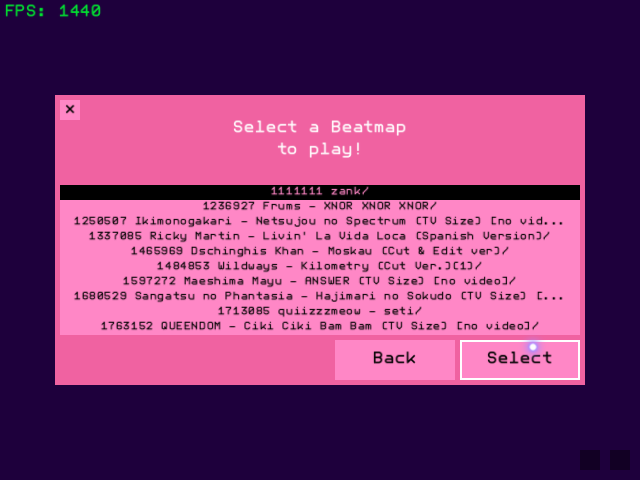 FPS: 1440
×
Select a Beatmap
to play!
1111111 zank/
1236927 Frums - XNOR XNOR XNOR/
1250507 Ikimonogakari - Netsujou no Spectrum (TV Size) [no vid...
1337085 Ricky Martin - Livin' La Vida Loca (Spanish Version)/
1465969 Dschinghis Khan - Moskau (Cut & Edit ver)/
1484853 Wildways - Kilometry (Cut Ver.)(1)/
1597272 Maeshima Mayu - ANSWER (TV Size) [no video]/
1680529 Sangatsu no Phantasia - Hajimari no Sokudo (TV Size) [...
1713085 quiizzzmeow - seti/
1763152 QUEENDOM - Ciki Ciki Bam Bam (TV Size) [no video]/
Back
Select